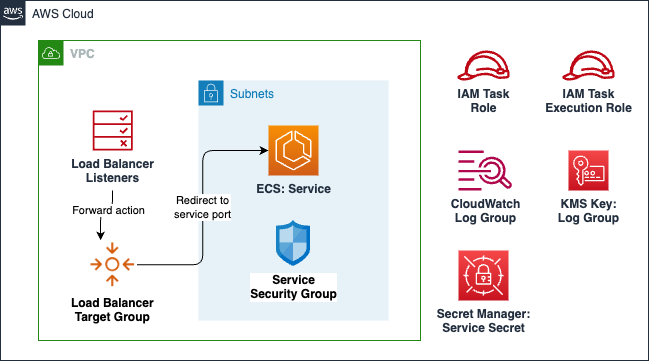 aws
AWS Cloud
VPC
Subnets
Load Balancer
Listeners
Forward action
Load Balancer
Target Group
Redirect to
service port
ECS: Service
Service
Security Group
IAM Task
Role
IAM Task
Execution Role
CloudWatch
Log Group
KMS Key:
Log Group
Secret Manager:
Service Secret